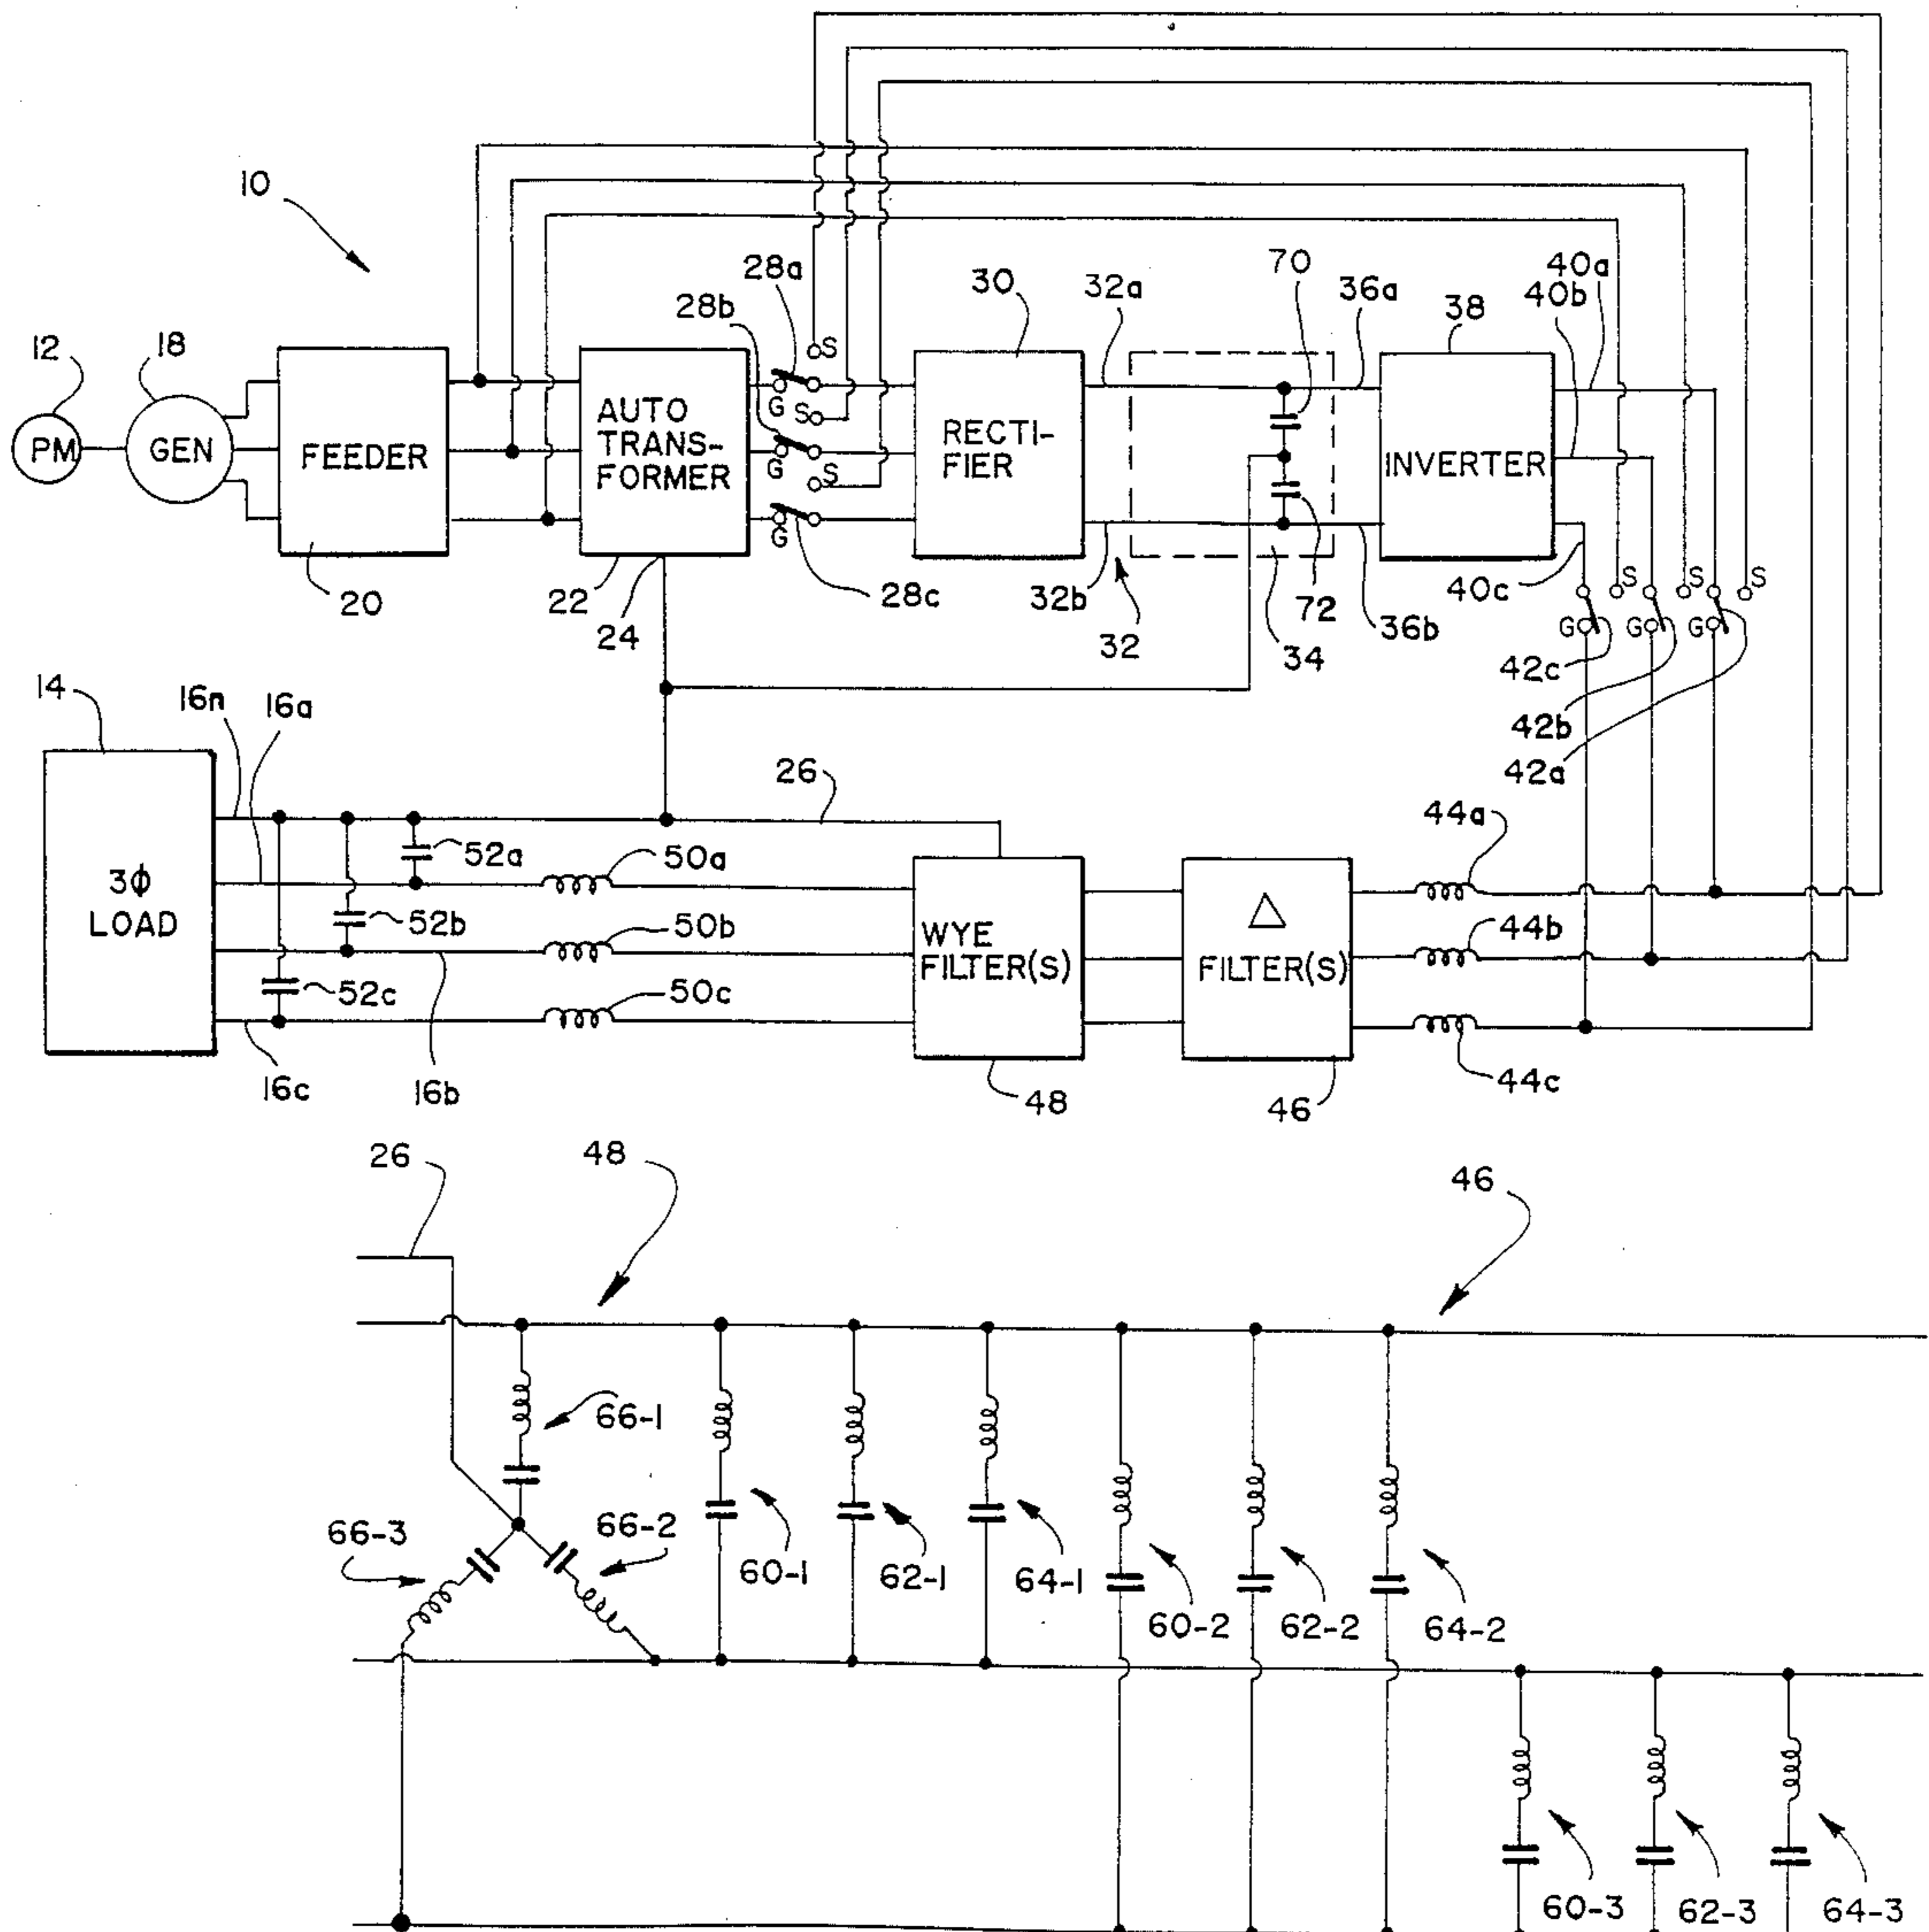 10
12
18
PM
GEN
FEEDER
20
AUTO
TRANS-
FORMER
22
24
28a
28b
28c
S
S
S
G
G
G
30
RECTI-
FIER
32a
32b
32
70
72
34
36a
36b
38
INVERTER
40a
40b
40c
S
S
S
G
G
G
42c
42b
42a
14
16n
16a
3Φ
LOAD
16c
16b
52a
52b
52c
50a
50b
50c
26
WYE
FILTER(S)
48
△
FILTER(S)
46
44a
44b
44c
26
48
46
66-1
66-2
66-3
60-1
62-1
64-1
60-2
62-2
64-2
60-3
62-3
64-3